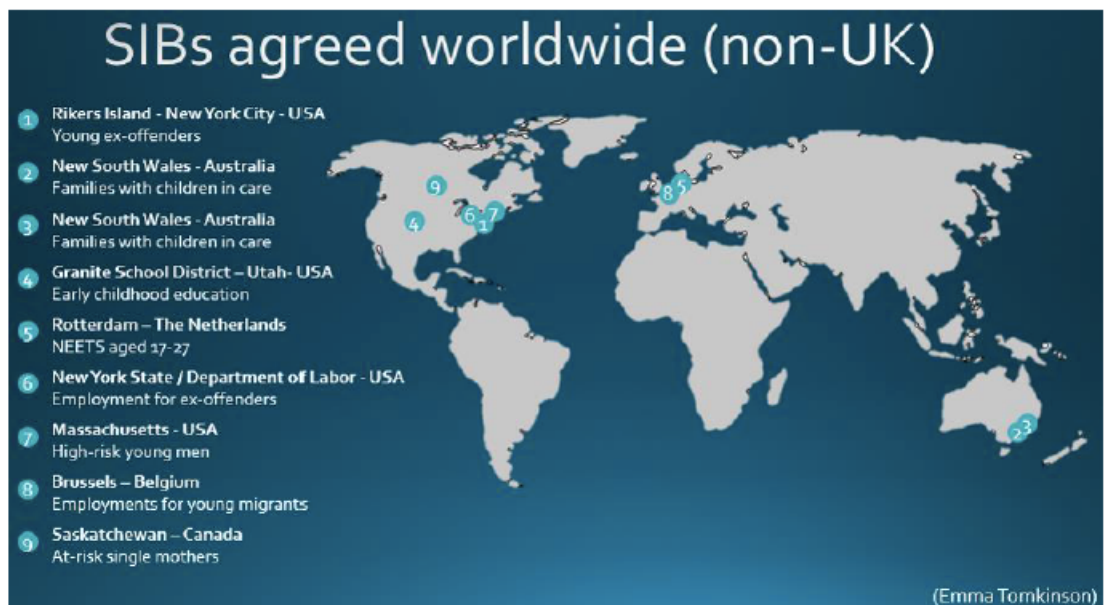 SIBs agreed worldwide (non-UK)
1 Rikers Island - New York City - USA
Young ex-offenders
2 New South Wales - Australia
Families with children in care
3 New South Wales - Australia
Families with children in care
4 Granite School District – Utah- USA
Early childhood education
5 Rotterdam – The Netherlands
NEETS aged 17-27
6 New York State / Department of Labor - USA
Employment for ex-offenders
7 Massachusetts - USA
High-risk young men
8 Brussels – Belgium
Employments for young migrants
9 Saskatchewan – Canada
At-risk single mothers
9
4
6
7
1
8
5
2
3
(Emma Tomkinson)